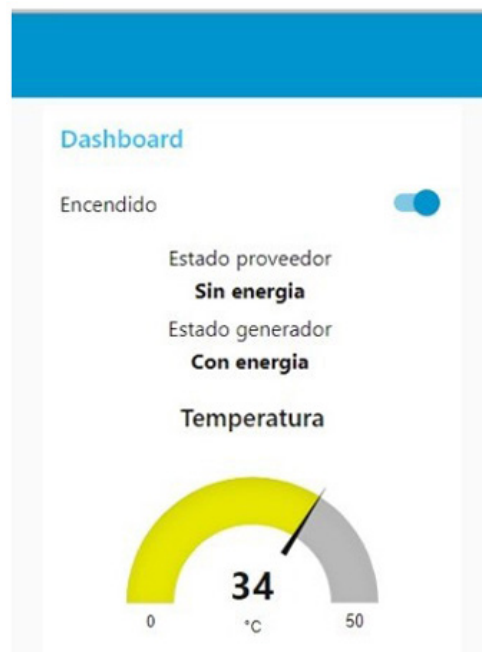 Dashboard
Encendido
Estado proveedor
Sin energia
Estado generador
Con energia
Temperatura
34
0 °C 50